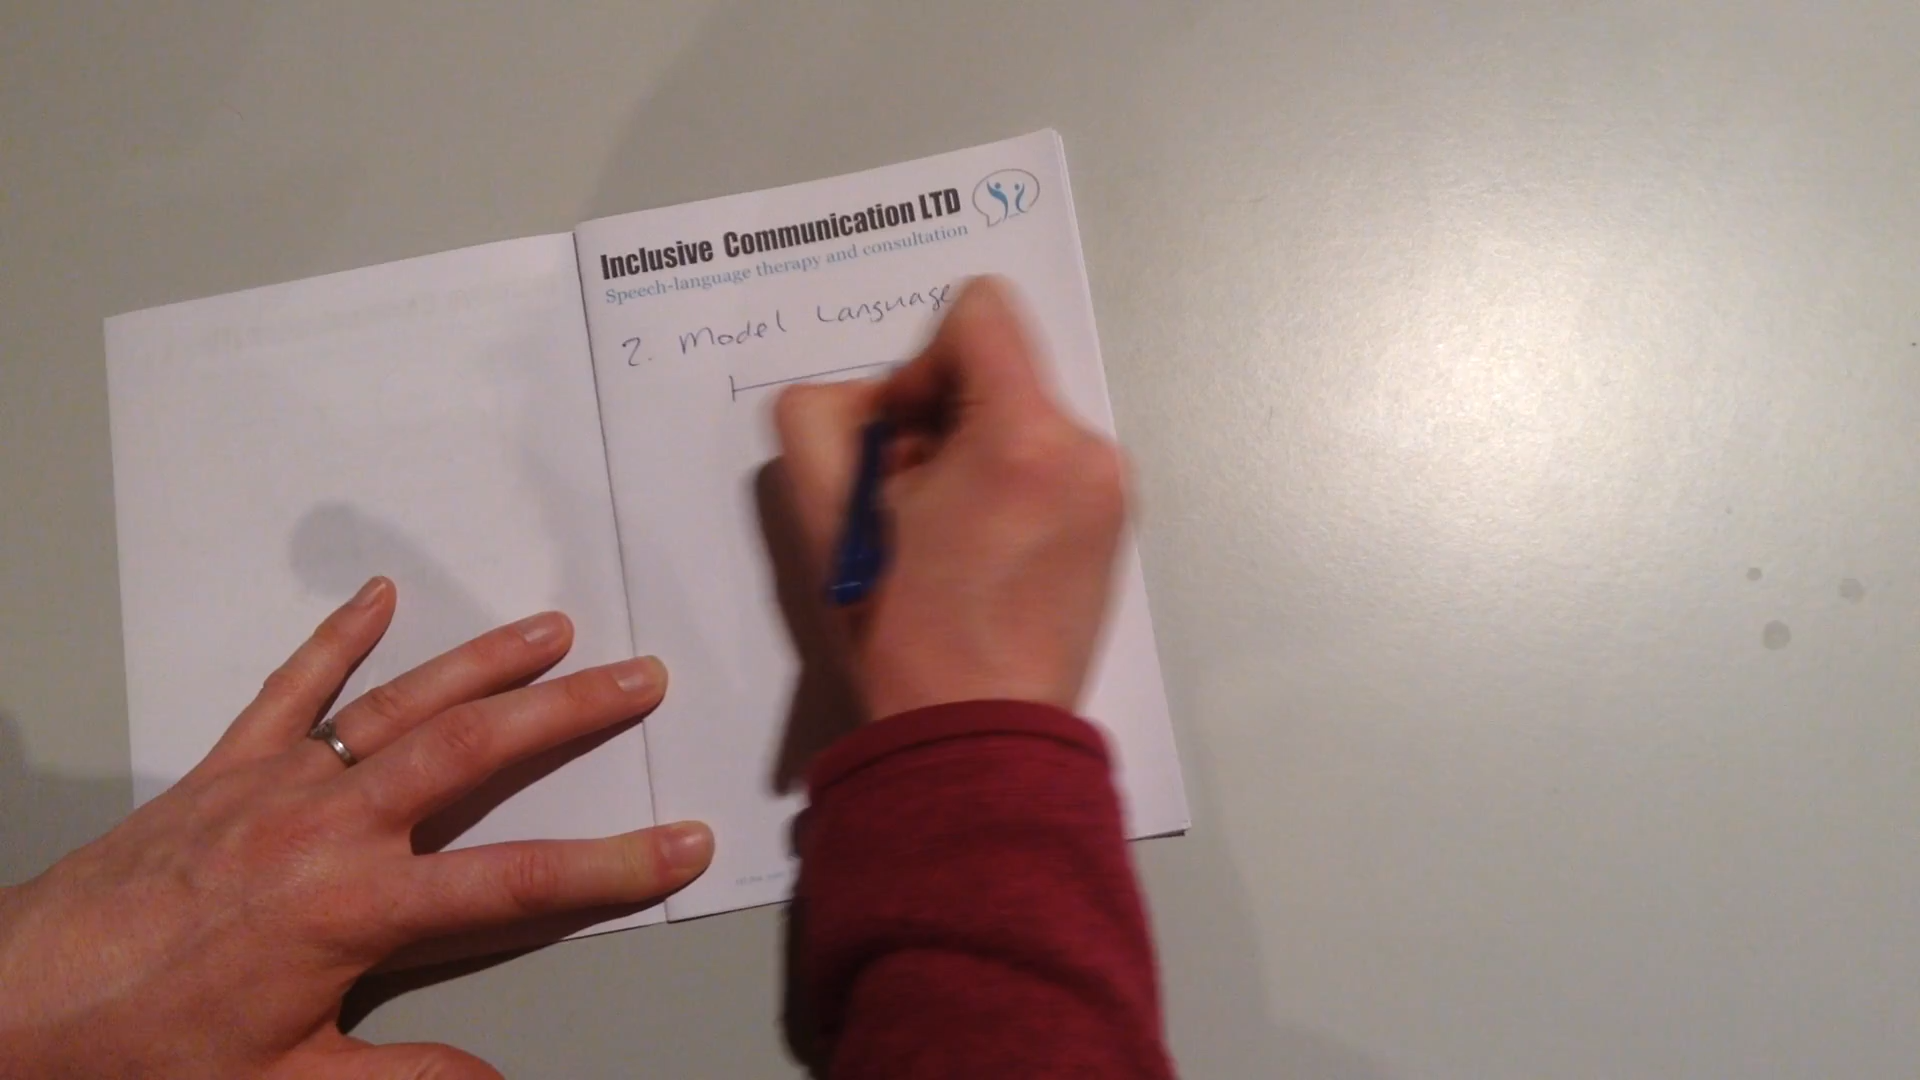 Inclusive Communication LTD
Speech-language therapy and consultation
2. Model Language